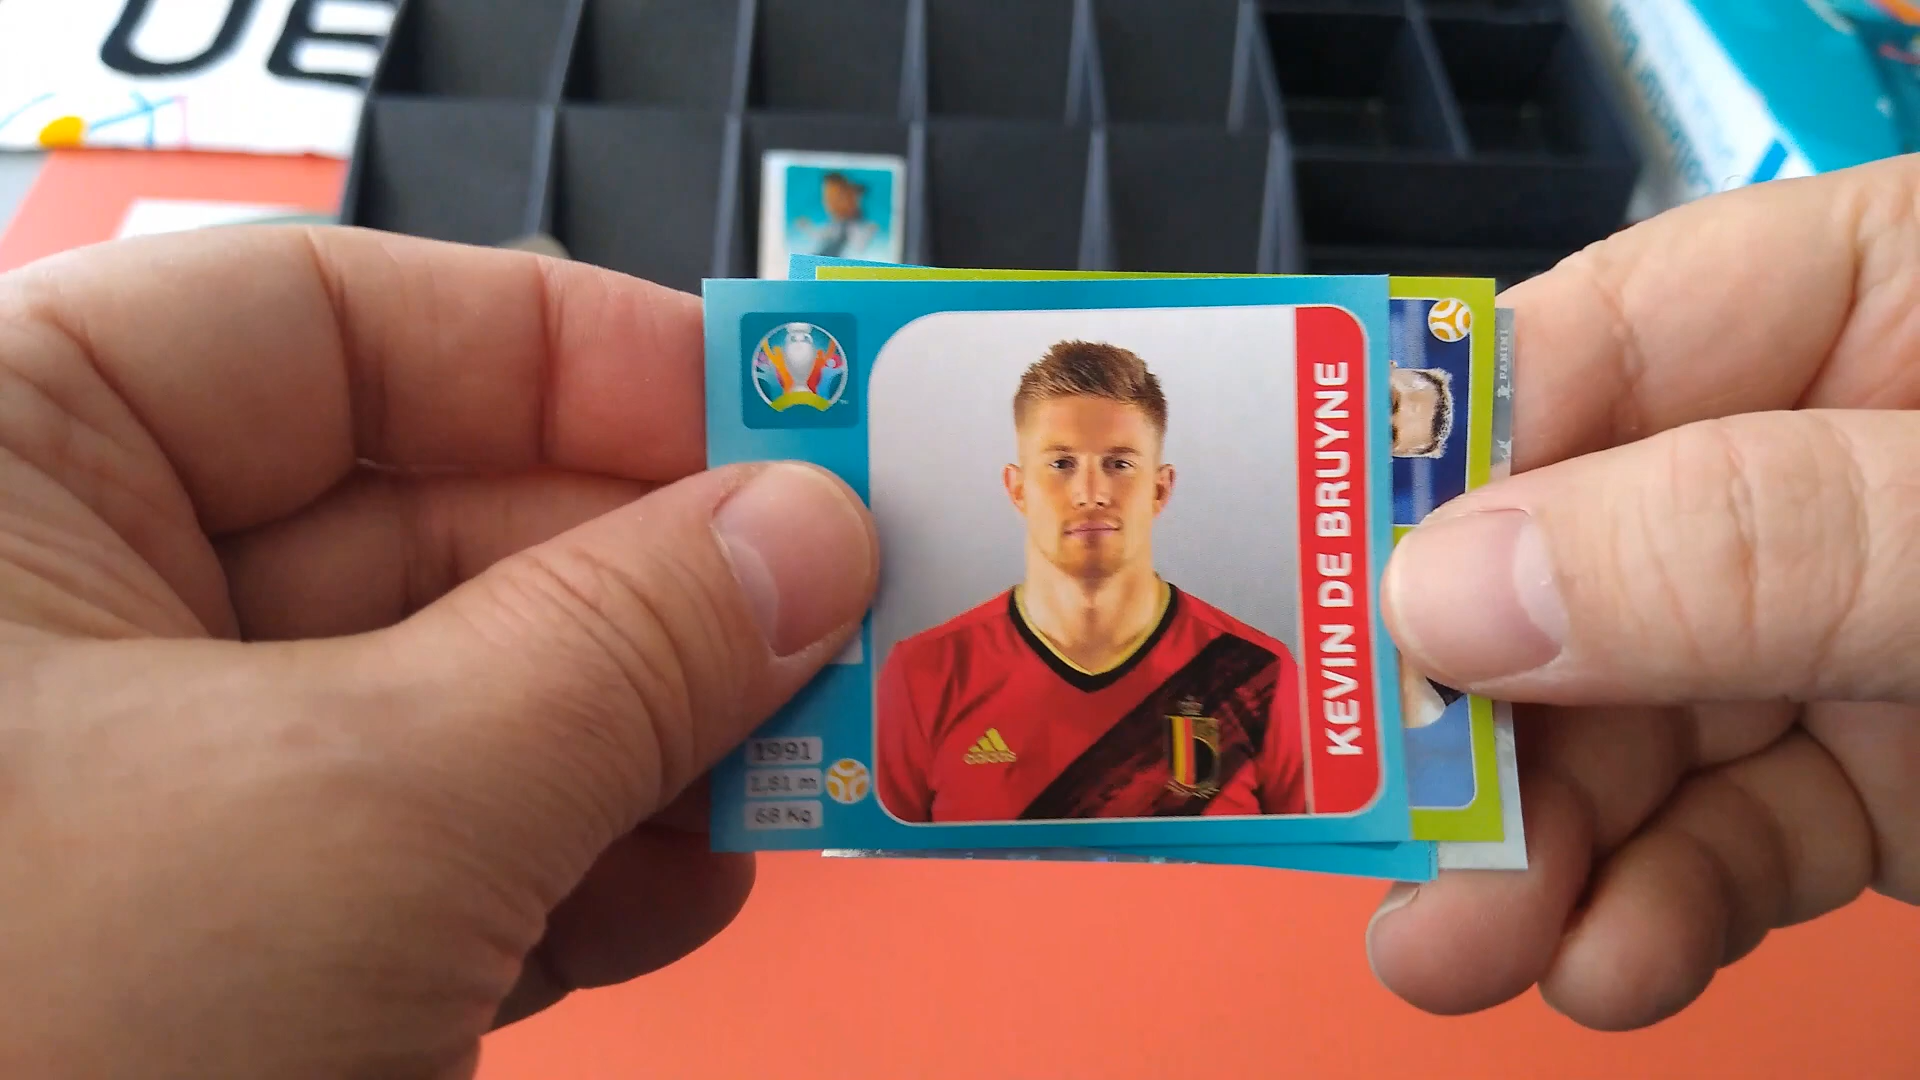 UE
KEVIN DE BRUYNE
adidas
1991
1,81 m
68 Kg
PANINI